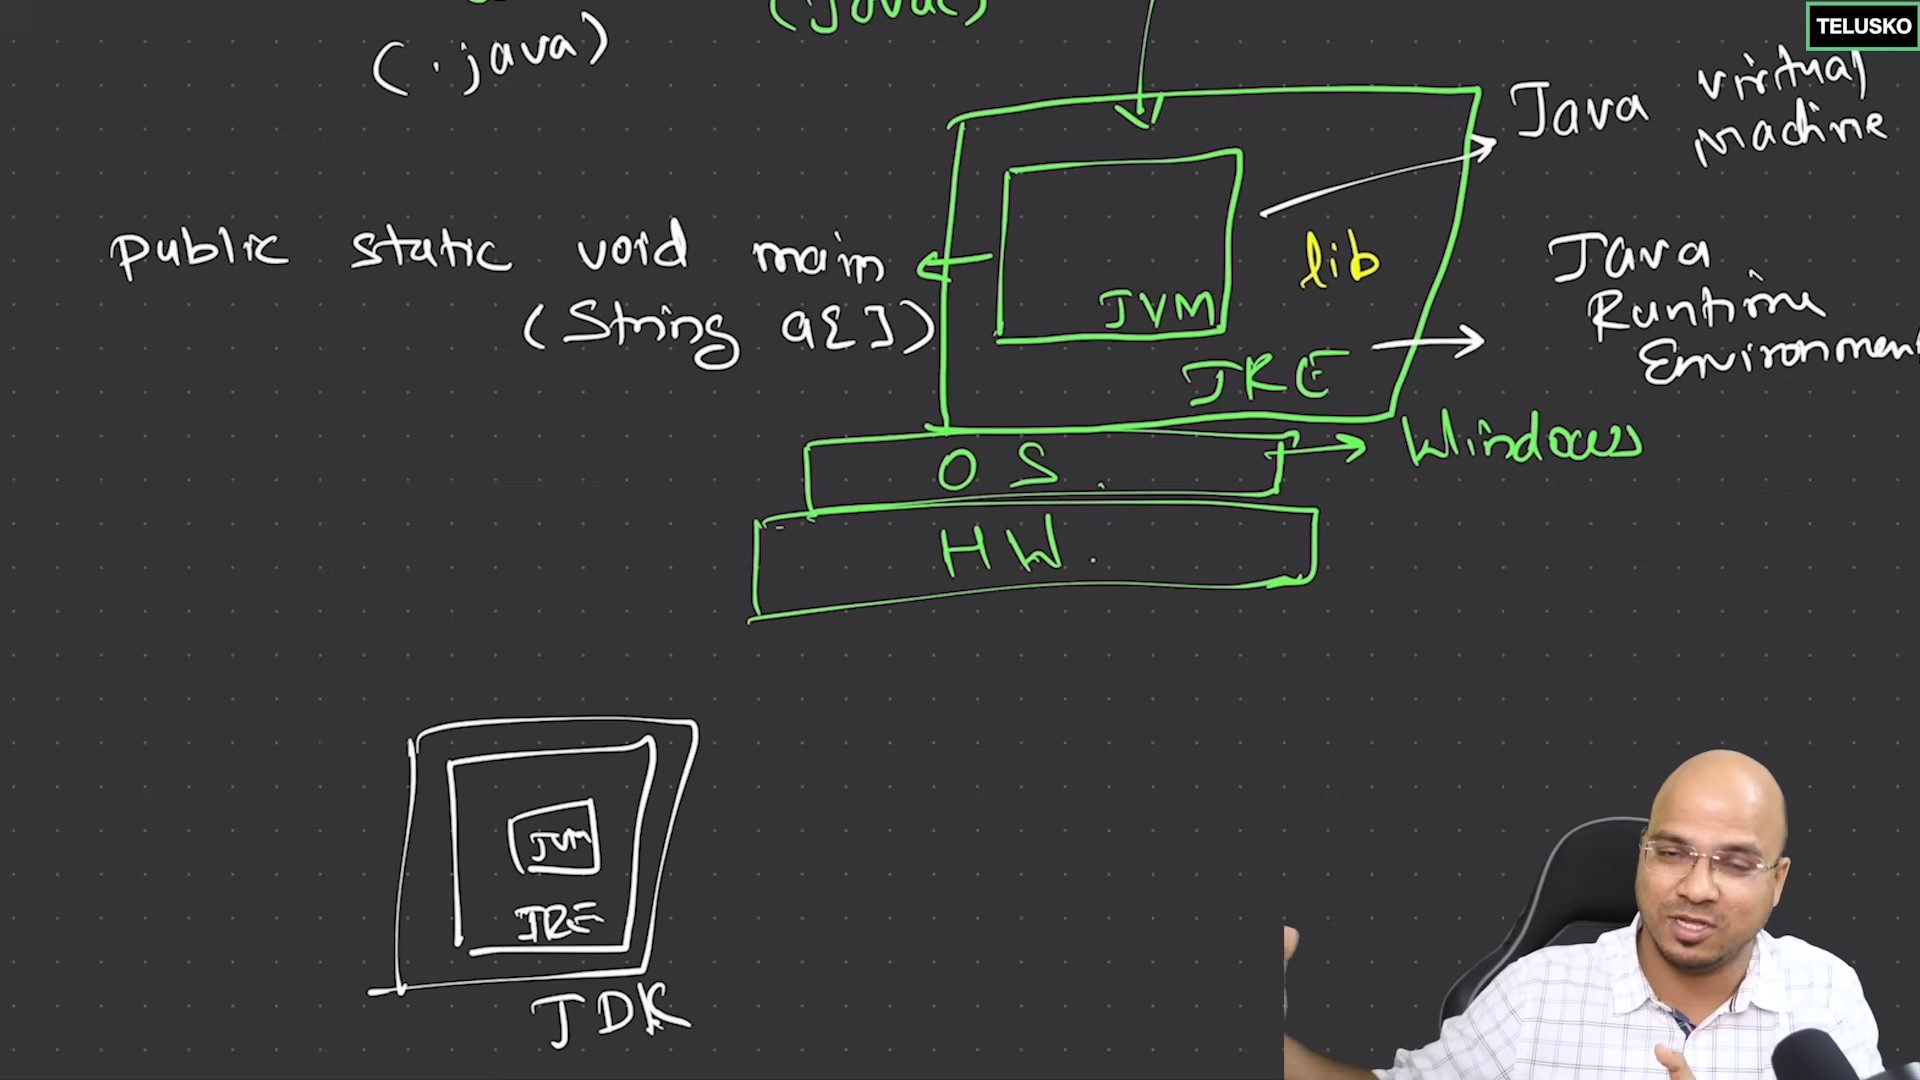 TELUSKO
(javac)
(.java)
Java Virtual
Machine
public static void main
(String a[])
lib
JVM
JRE
Java
Runtime
Environment
Windows
OS.
HW.
JVM
JRE
JDK